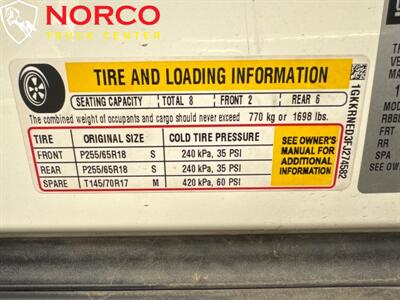 NORCO
TRUCK CENTER
TIRE AND LOADING INFORMATION
SEATING CAPACITY TOTAL 8 FRONT 2 REAR 6
The combined weight of occupants and cargo should never exceed 770 kg or 1698 lbs.
TIRE ORIGINAL SIZE COLD TIRE PRESSURE
FRONT P255/65R18 S 240 kPa, 35 PSI
REAR P255/65R18 S 240 kPa, 35 PSI
SPARE T145/70R17 M 420 kPa, 60 PSI
SEE OWNER'S
MANUAL FOR
ADDITIONAL
INFORMATION
1GKKRNED3FJ274582